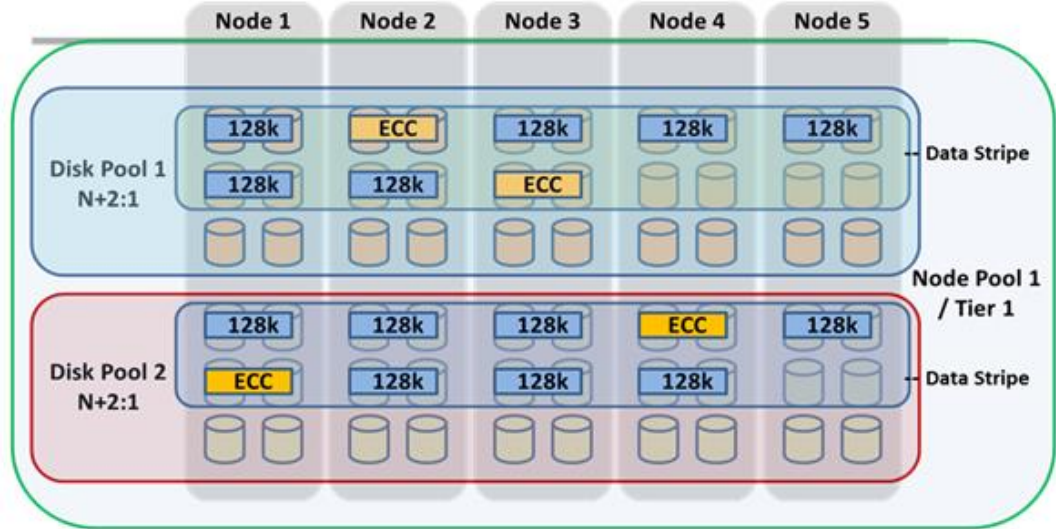 Node 1 Node 2 Node 3 Node 4 Node 5
128k ECC 128k 128k 128k
Data Stripe
Disk Pool 1
N+2:1
128k 128k ECC
Node Pool 1
/ Tier 1
128k 128k 128k ECC 128k
Disk Pool 2
N+2:1
ECC 128k 128k 128k
Data Stripe